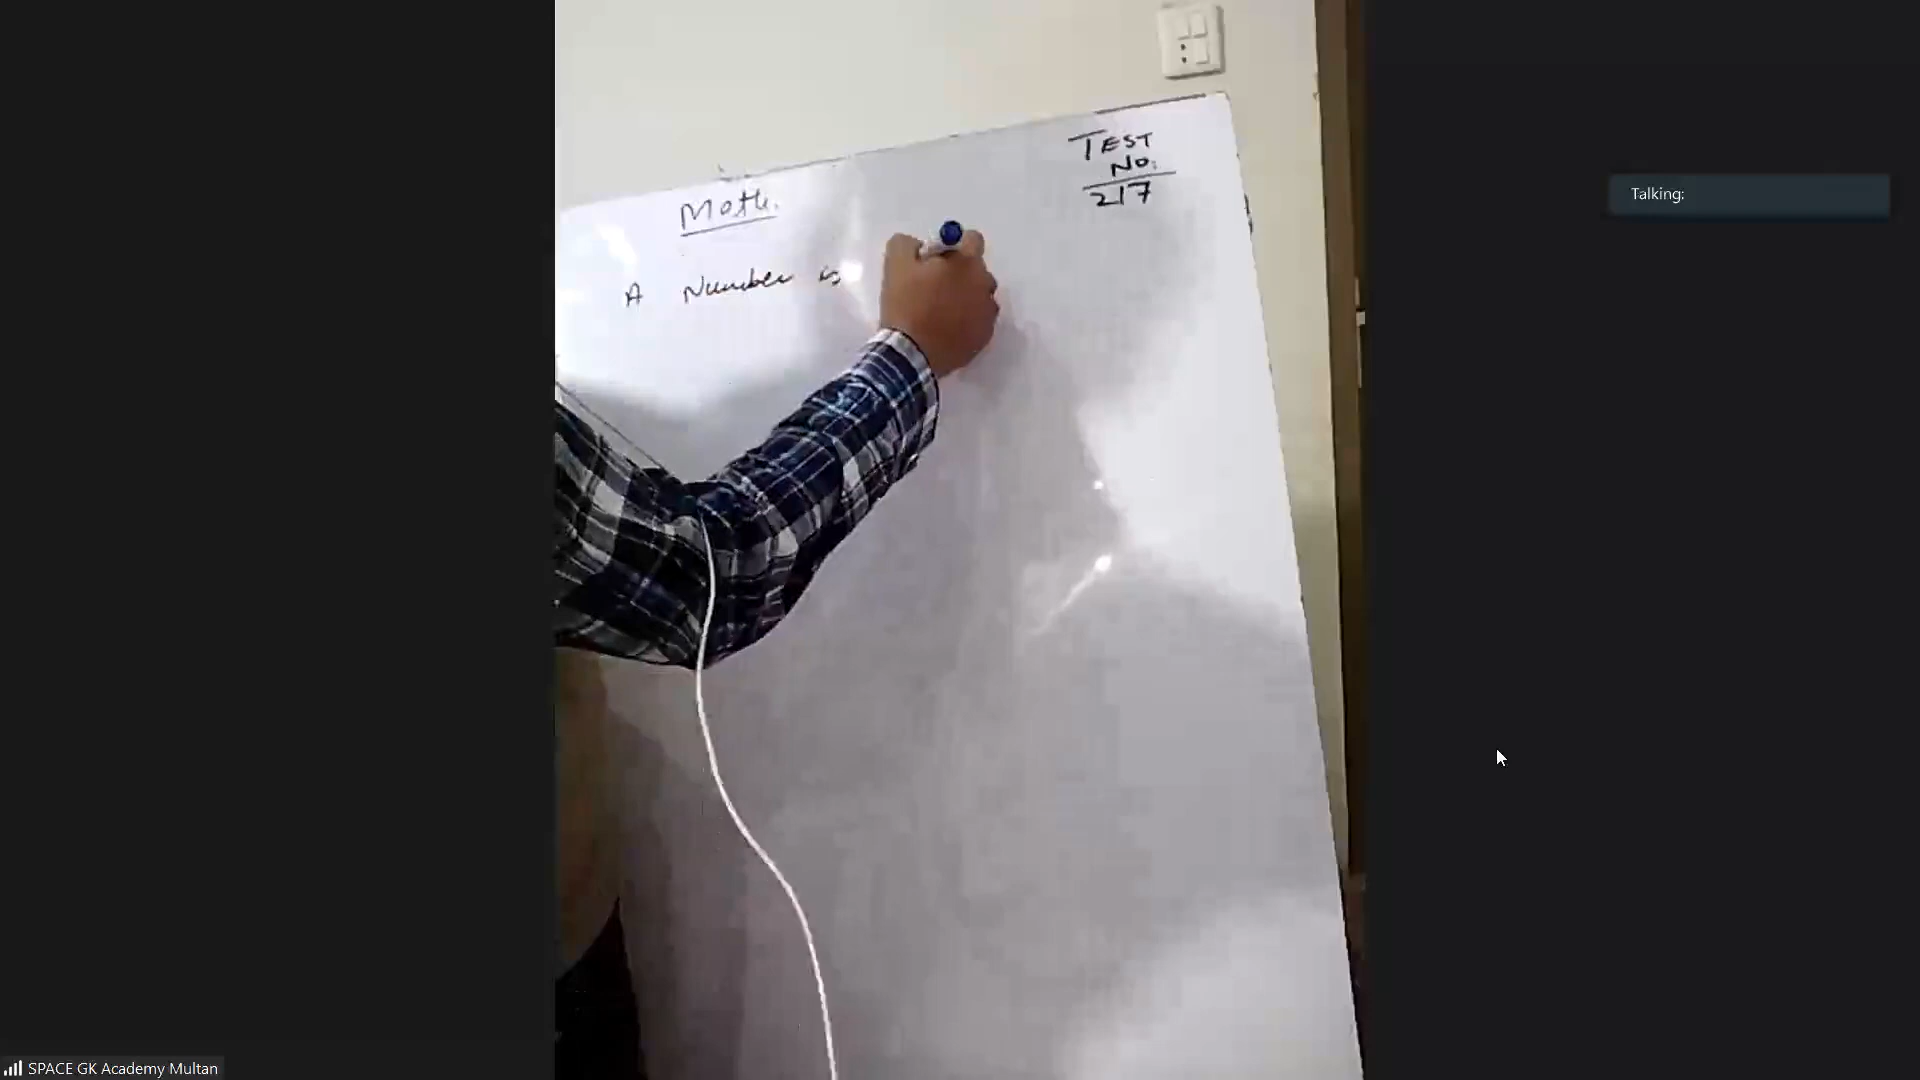 TEST
No.
217
Math.
A Number is
Talking:
SPACE GK Academy Multan